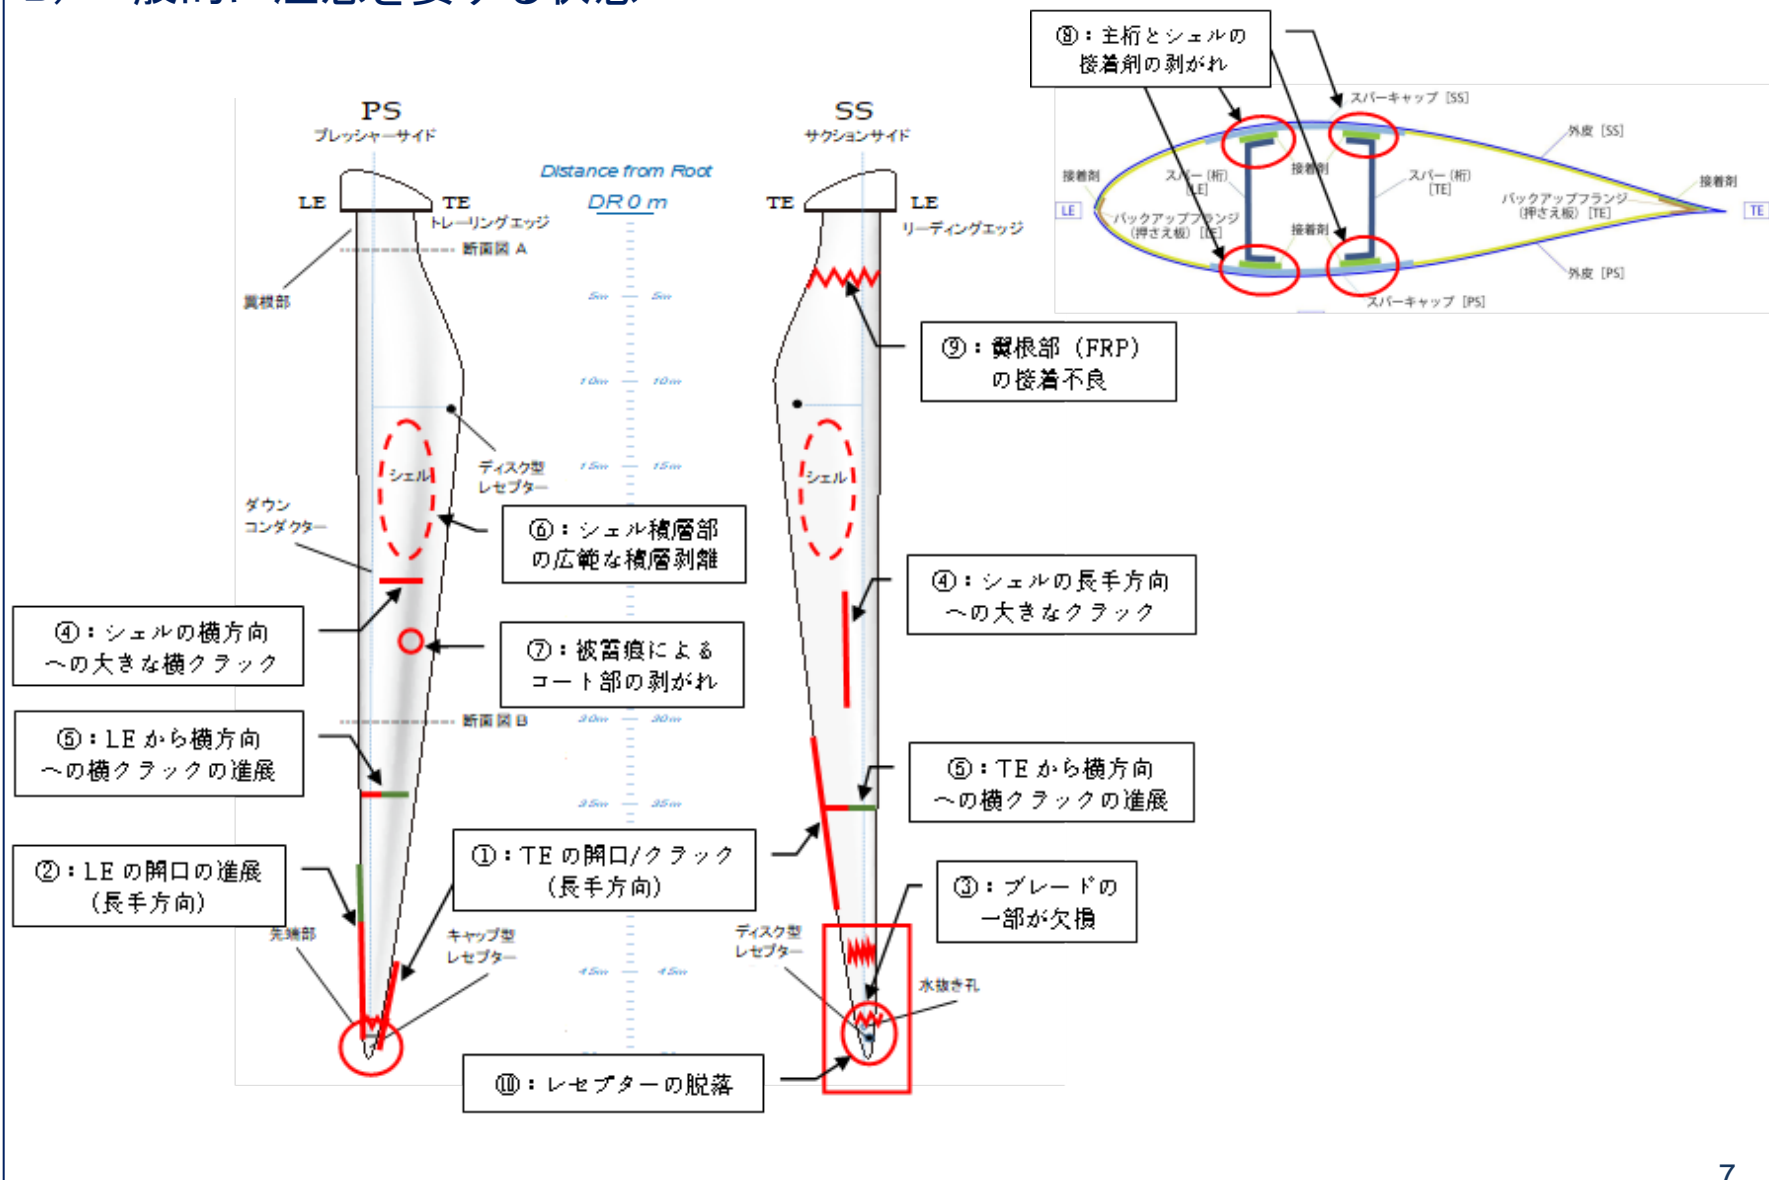 ⑧：主桁とシェルの
接着剤の剥がれ
PS
プレッシャーサイド
SS
サクションサイド
スパーキャップ [SS]
外皮 [SS]
接着剤
スパー (桁)
[LE]
接着剤
スパー (桁)
[TE]
接着剤
LE
バックアップフランジ
(押さえ板) [LE]
接着剤
バックアップフランジ
(押さえ板) [TE]
TE
外皮 [PS]
スパーキャップ [PS]
Distance from Root
DR 0 m
LE
TE
トレーリングエッジ
TE
LE
リーディングエッジ
断面図 A
翼根部
5m
5m
⑨：翼根部（FRP）
の接着不良
10m
10m
シェル
ディスク型
レセプター
15m
15m
シェル
ダウン
コンダクター
⑥：シェル積層部
の広範な積層剥離
④：シェルの長手方向
への大きなクラック
④：シェルの横方向
への大きな横クラック
⑦：被雷痕による
コート部の剥がれ
断面図 B
30m
30m
⑤：LE から横方向
への横クラックの進展
⑤：TE から横方向
への横クラックの進展
35m
35m
②：LE の開口の進展
(長手方向)
①：TE の開口/クラック
(長手方向)
③：ブレードの
一部が欠損
先端部
キャップ型
レセプター
ディスク型
レセプター
45m
45m
水抜き孔
⑩：レセプターの脱落
7